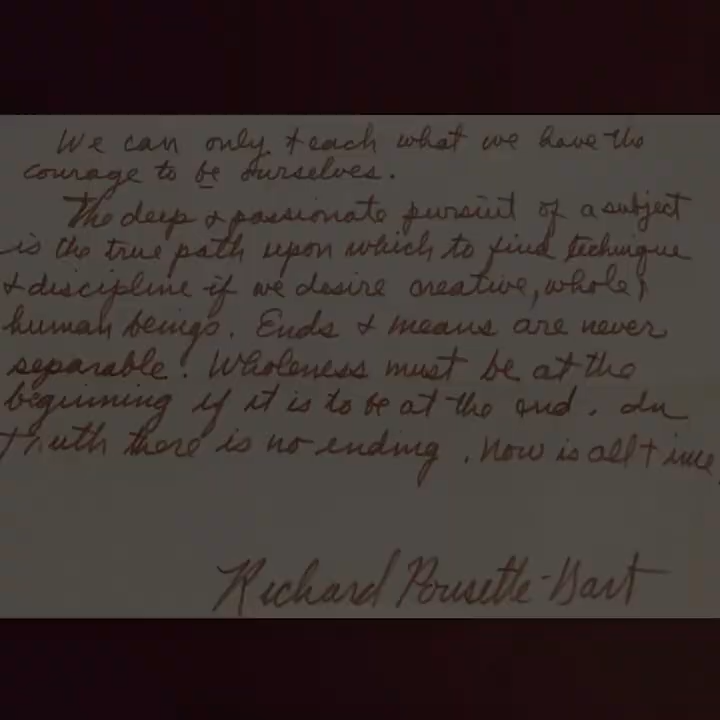 We can only teach what we have the
courage to be ourselves.
The deep & passionate pursuit of a subject
is the true path upon which to find technique
& discipline if we desire creative, whole,
human beings. Ends & means are never
separable. Wholeness must be at the
beginning if it is to be at the end. In
truth there is no ending. Now is all time
Richard Pousette-Dart